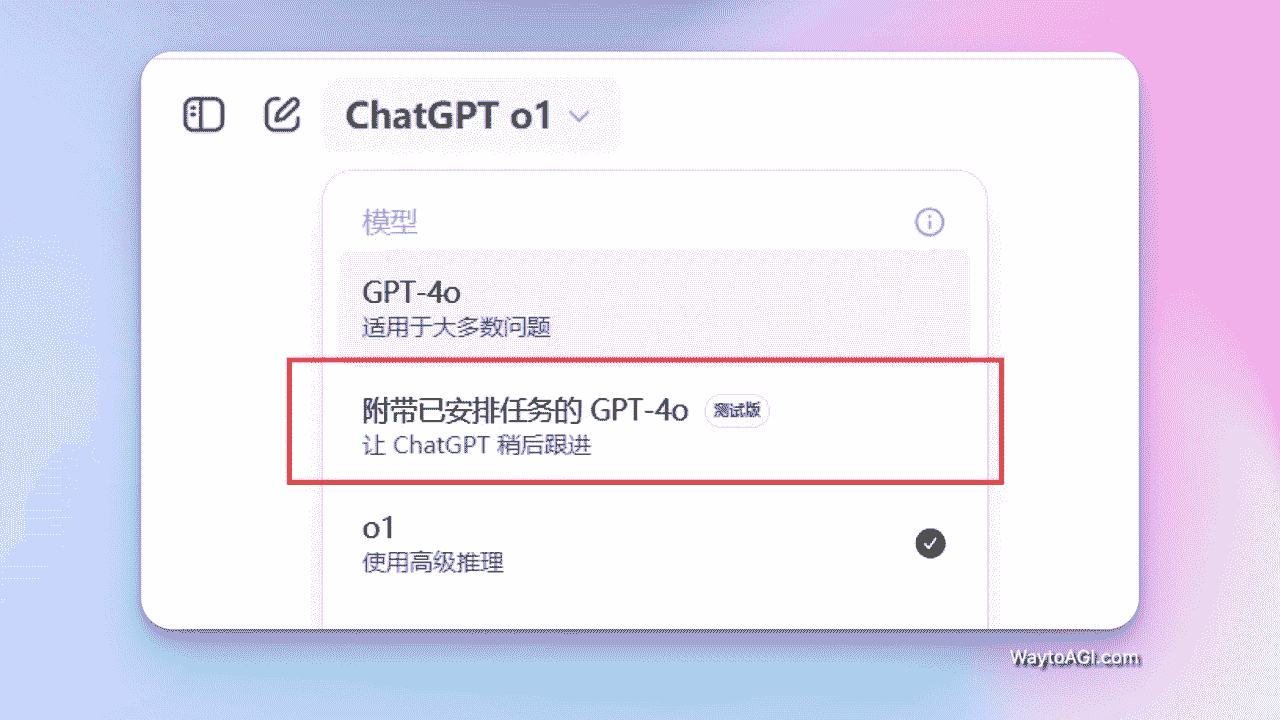 ChatGPT o1
模型
GPT-4o
适用于大多数问题
附带已安排任务的 GPT-4o 测试版
让 ChatGPT 稍后跟进
o1
使用高级推理
WaytoAGI.com